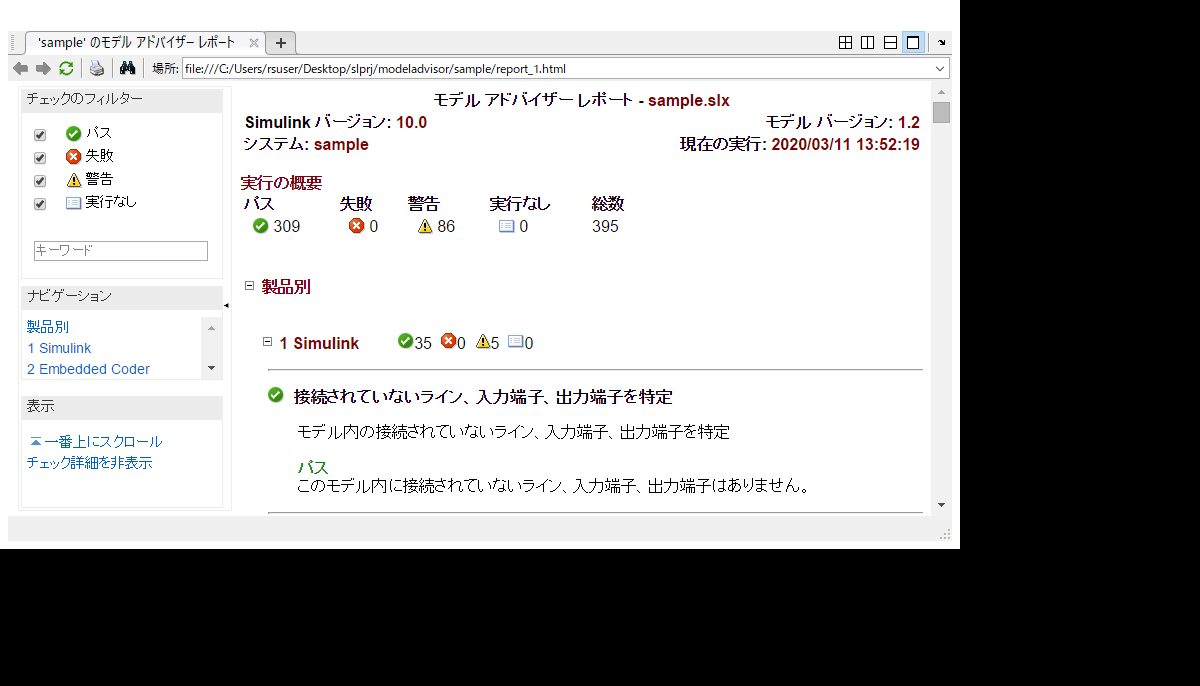 'sample' のモデル アドバイザー レポート
場所: file:///C:/Users/rsuser/Desktop/slprj/modeladvisor/sample/report_1.html
チェックのフィルター
パス
失敗
警告
実行なし
キーワード
ナビゲーション
製品別
1 Simulink
2 Embedded Coder
表示
一番上にスクロール
チェック詳細を非表示
モデル アドバイザー レポート - sample.slx
Simulink バージョン: 10.0 モデル バージョン: 1.2
システム: sample 現在の実行: 2020/03/11 13:52:19
実行の概要
パス 失敗 警告 実行なし 総数
309 0 86 0 395
製品別
1 Simulink 35 0 5 0
接続されていないライン、入力端子、出力端子を特定
モデル内の接続されていないライン、入力端子、出力端子を特定
パス
このモデル内に接続されていないライン、入力端子、出力端子はありません。